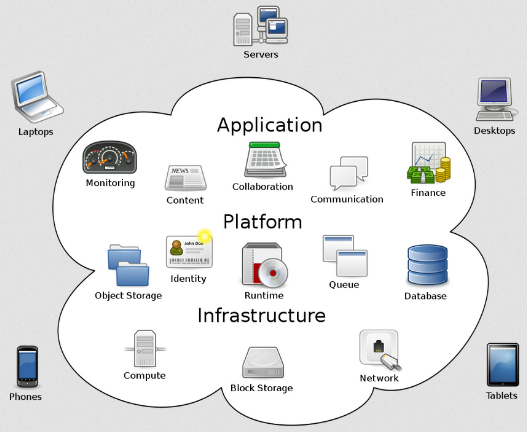 Servers
Laptops
Desktops
Application
Monitoring
NEWS
Content
Collaboration
Communication
Finance
Platform
John Doe
Object Storage
Identity
Runtime
Queue
Database
Infrastructure
Compute
Block Storage
Network
Phones
Tablets